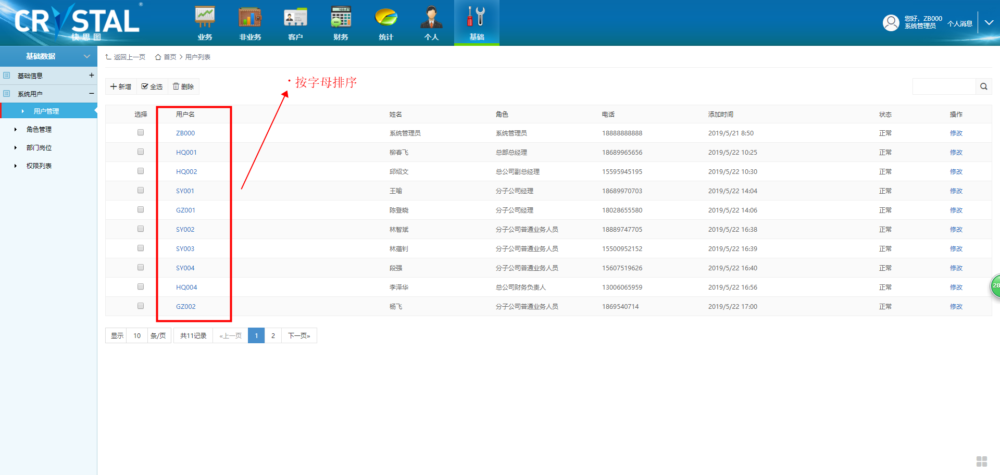 CRYSTAL ®
快思图
业务 非业务 客户 财务 统计 个人 基础
您好，ZB000
系统管理员
个人消息
基础数据
基础信息 +
系统用户 −
用户管理
角色管理
部门岗位
权限列表
返回上一页 首页 > 用户列表
新增 全选 删除
按字母排序
选择 用户名 姓名 角色 电话 添加时间 状态 操作
ZB000 系统管理员 系统管理员 18888888888 2019/5/21 8:50 正常 修改
HQ001 柳春飞 总部总经理 18689965656 2019/5/22 10:25 正常 修改
HQ002 邱绍文 总公司副总经理 15595945195 2019/5/22 10:30 正常 修改
SY001 王喻 分子公司经理 18689970703 2019/5/22 14:04 正常 修改
GZ001 陈登晓 分子公司经理 18028655580 2019/5/22 14:06 正常 修改
SY002 林智斌 分子公司普通业务人员 18889747705 2019/5/22 16:38 正常 修改
SY003 林蕴钊 分子公司普通业务人员 15500952152 2019/5/22 16:39 正常 修改
SY004 段强 分子公司普通业务人员 15607519626 2019/5/22 16:40 正常 修改
HQ004 李泽华 总公司财务负责人 13006065959 2019/5/22 16:56 正常 修改
GZ002 杨飞 分子公司普通业务人员 1869540714 2019/5/22 17:00 正常 修改
显示 10 条/页 共11记录 «上一页 1 2 下一页»
28